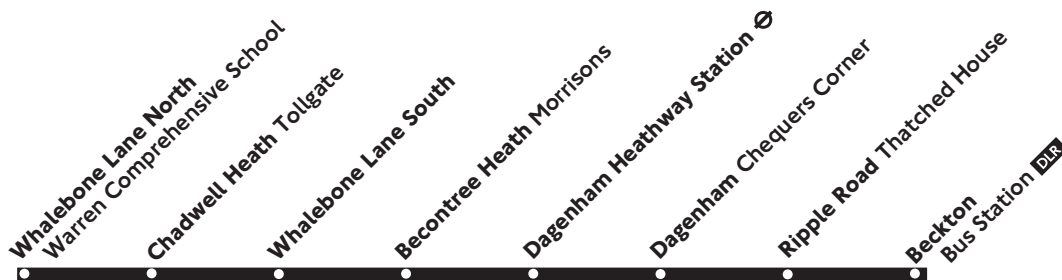 Whalebone Lane North
Warren Comprehensive School
Chadwell Heath Tollgate
Whalebone Lane South
Becontree Heath Morrisons
Dagenham Heathway Station
Dagenham Chequers Corner
Ripple Road Thatched House
Beckton
Bus Station DLR